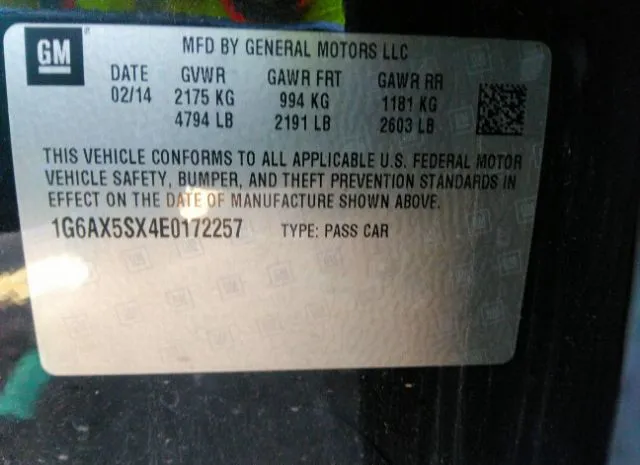 GM
MFD BY GENERAL MOTORS LLC
DATE GVWR GAWR FRT GAWR RR
02/14 2175 KG 994 KG 1181 KG
4794 LB 2191 LB 2603 LB
THIS VEHICLE CONFORMS TO ALL APPLICABLE U.S. FEDERAL MOTOR
VEHICLE SAFETY, BUMPER, AND THEFT PREVENTION STANDARDS IN
EFFECT ON THE DATE OF MANUFACTURE SHOWN ABOVE.
1G6AX5SX4E0172257 TYPE: PASS CAR